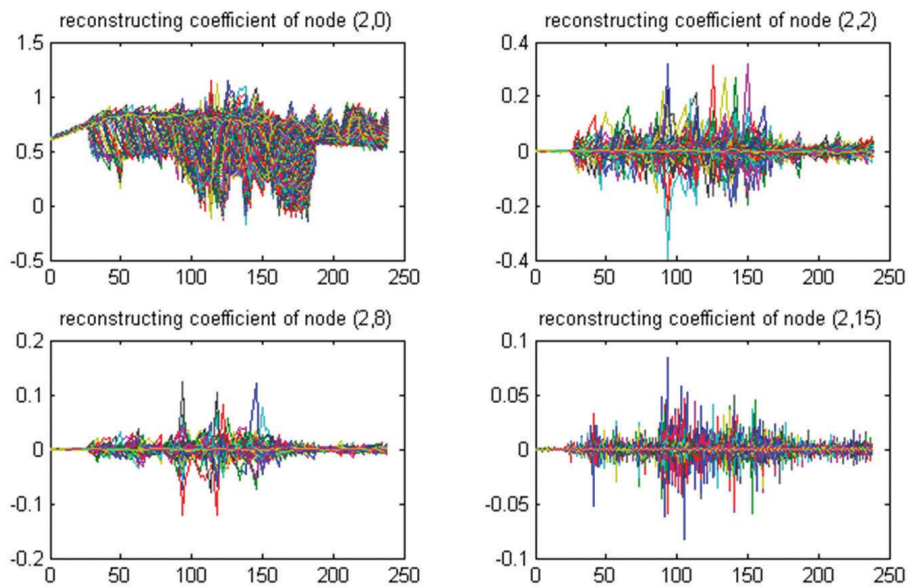 reconstructing coefficient of node (2,0)
1.5
1
0.5
0
-0.5
0 50 100 150 200 250
reconstructing coefficient of node (2,2)
0.4
0.2
0
-0.2
-0.4
0 50 100 150 200 250
reconstructing coefficient of node (2,8)
0.2
0.1
0
-0.1
-0.2
0 50 100 150 200 250
reconstructing coefficient of node (2,15)
0.1
0.05
0
-0.05
-0.1
0 50 100 150 200 250